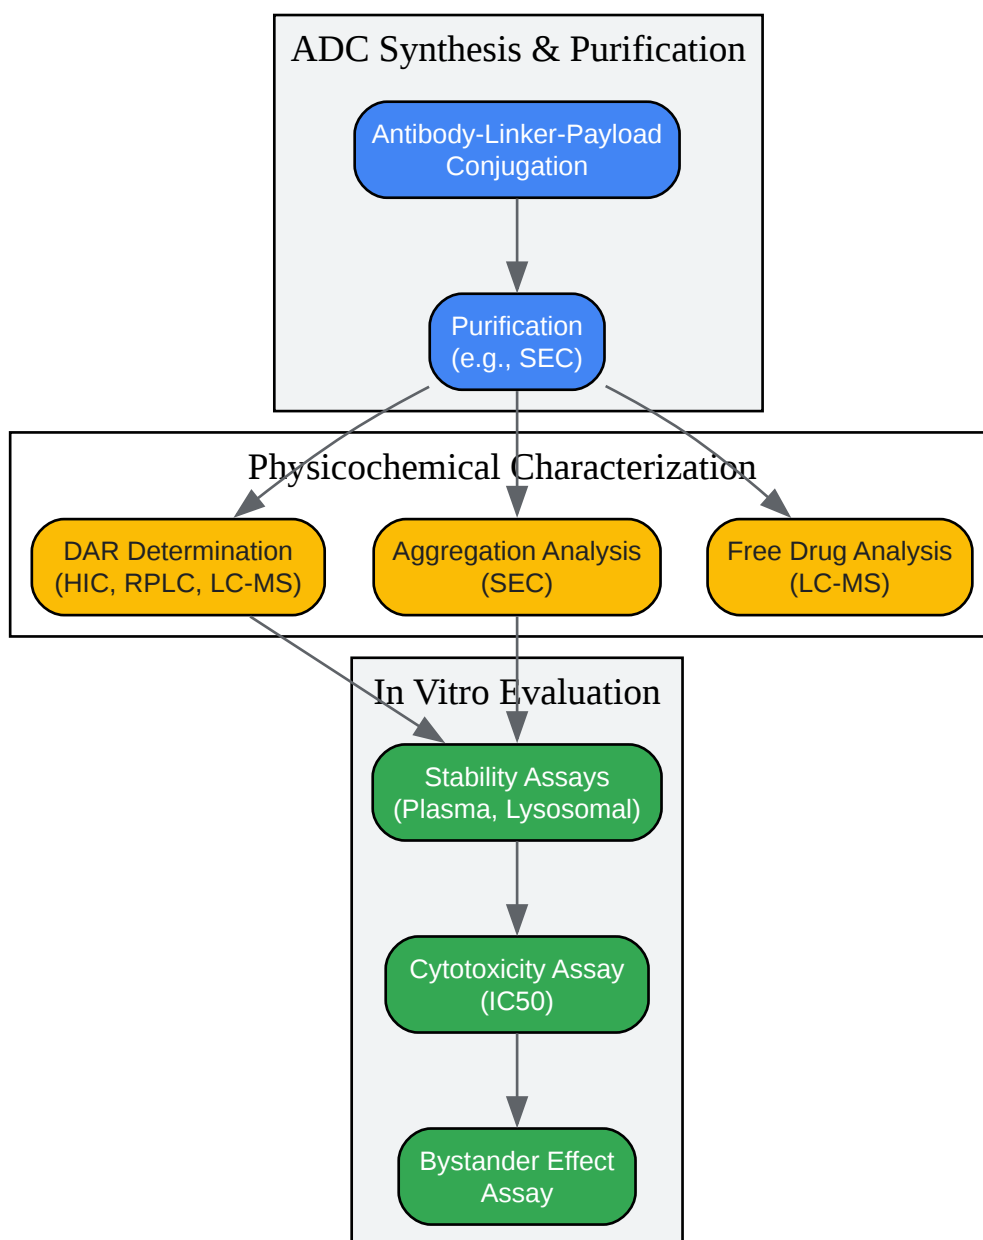 ADC Synthesis & Purification
Antibody-Linker-Payload
Conjugation
Purification
(e.g., SEC)
Physicochemical Characterization
DAR Determination
(HIC, RPLC, LC-MS)
Aggregation Analysis
(SEC)
Free Drug Analysis
(LC-MS)
In Vitro Evaluation
Stability Assays
(Plasma, Lysosomal)
Cytotoxicity Assay
(IC50)
Bystander Effect
Assay